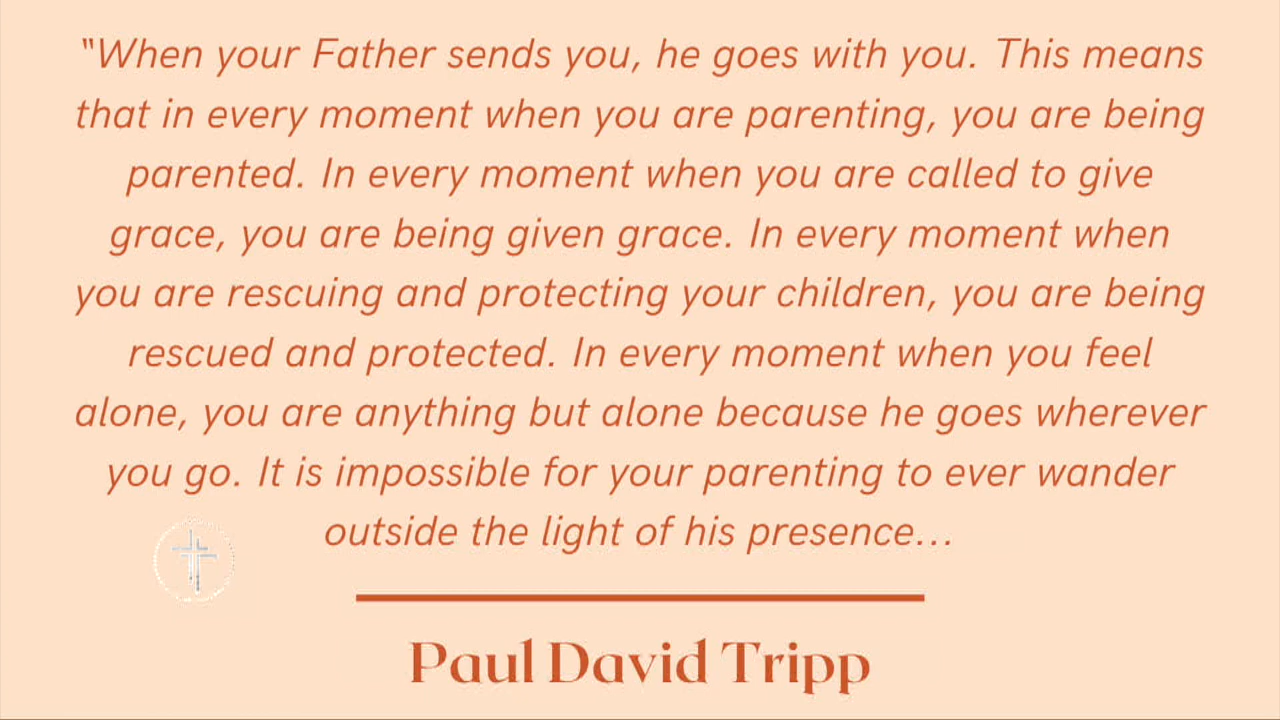 "When your Father sends you, he goes with you. This means
that in every moment when you are parenting, you are being
parented. In every moment when you are called to give
grace, you are being given grace. In every moment when
you are rescuing and protecting your children, you are being
rescued and protected. In every moment when you feel
alone, you are anything but alone because he goes wherever
you go. It is impossible for your parenting to ever wander
outside the light of his presence...
Paul David Tripp